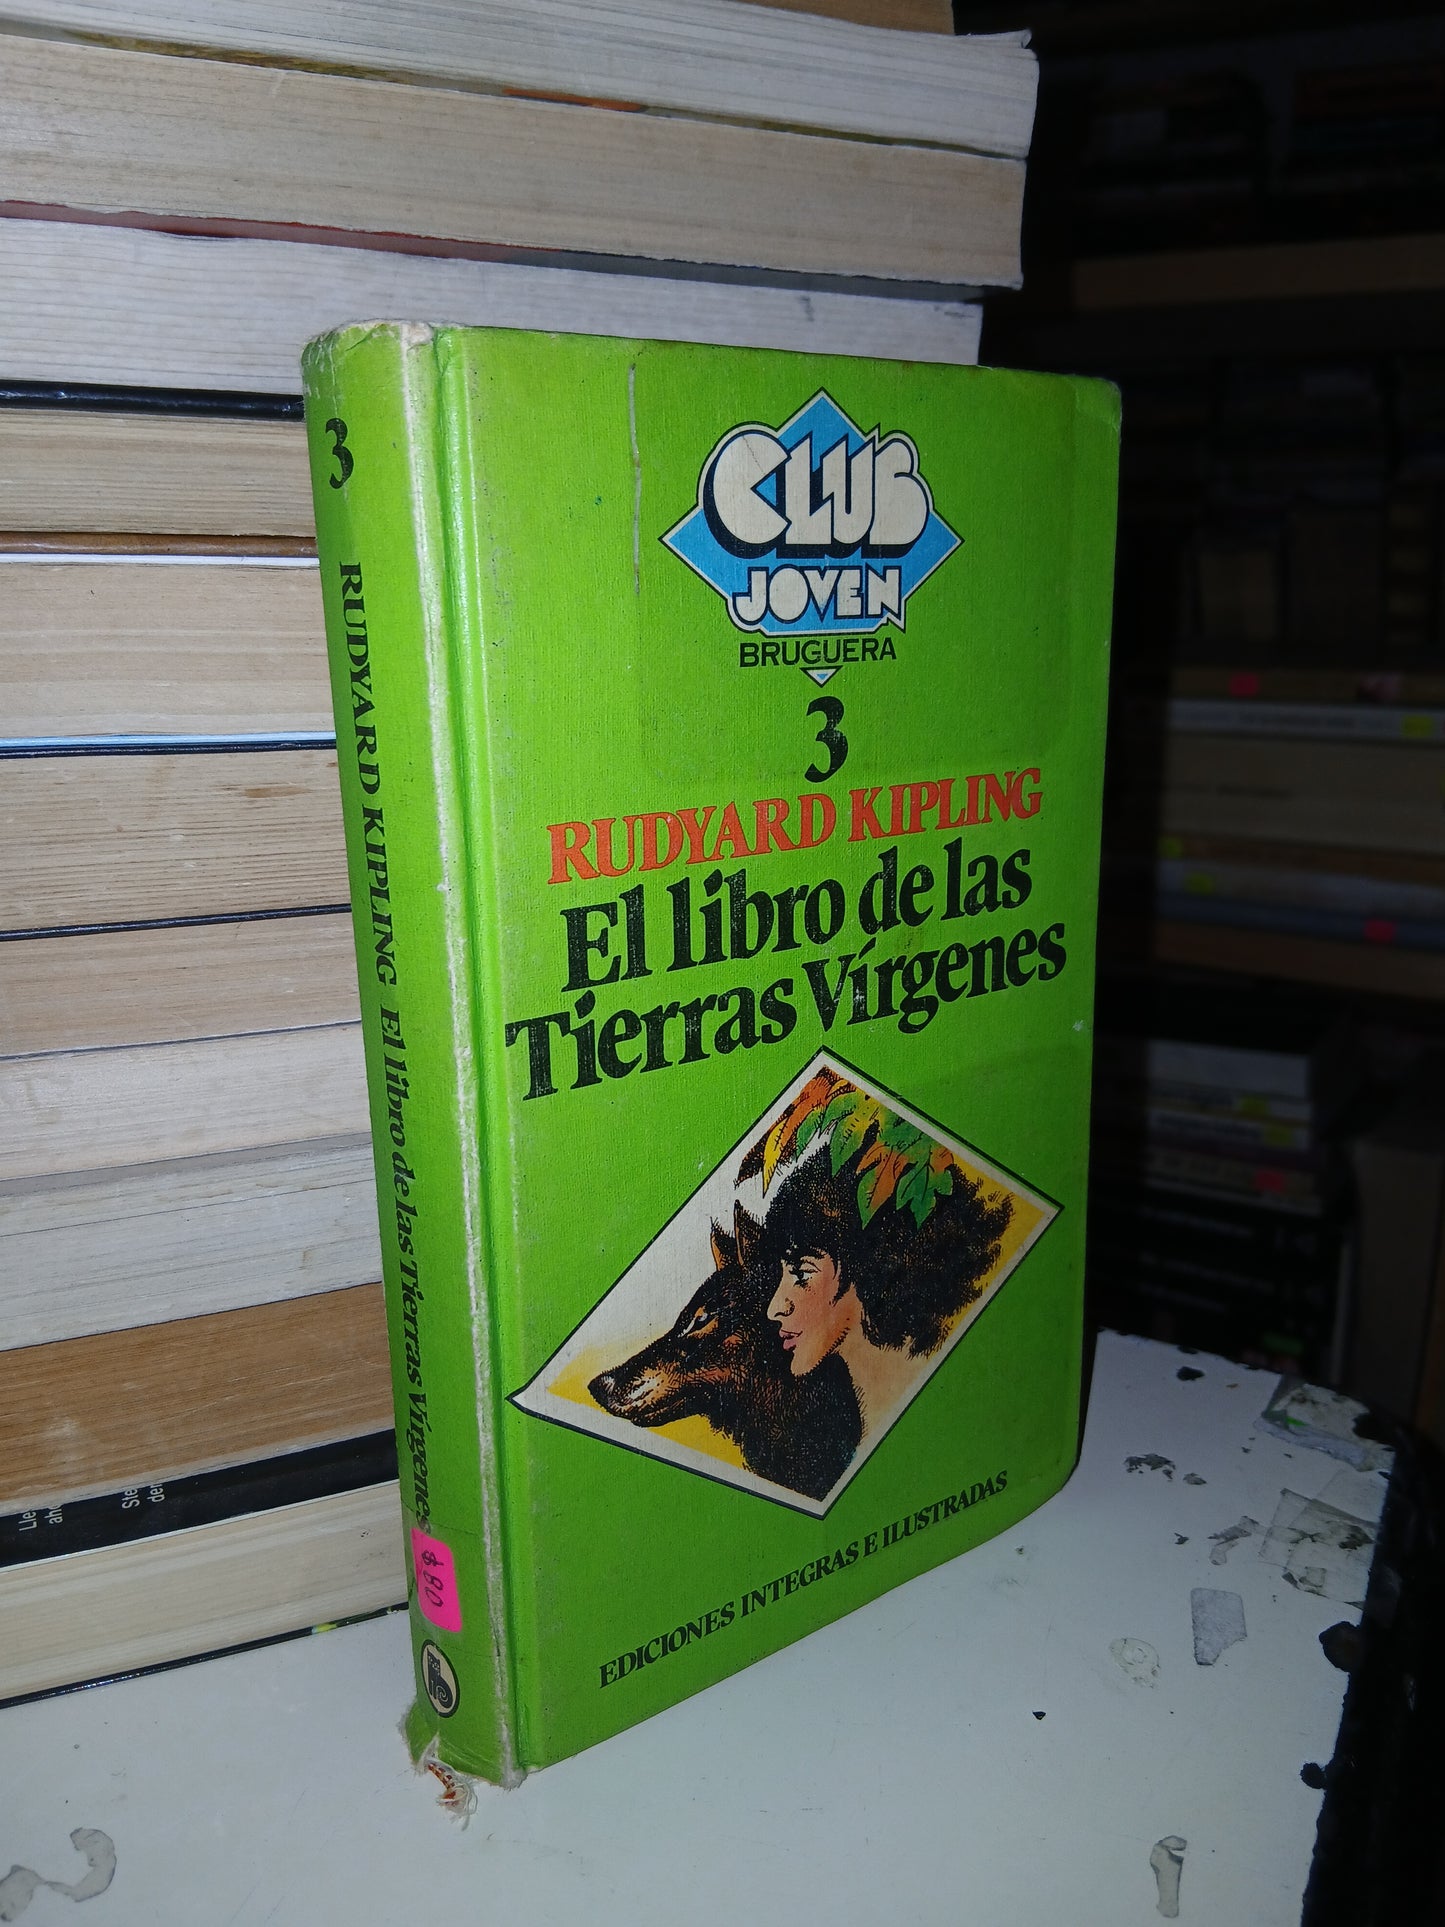 CLUB
JOVEN
BRUGUERA
3
RUDYARD KIPLING
El libro de las
Tierras Vírgenes
EDICIONES INTEGRAS E ILUSTRADAS
3
RUDYARD KIPLING El libro de las Tierras Vírgenes
$80